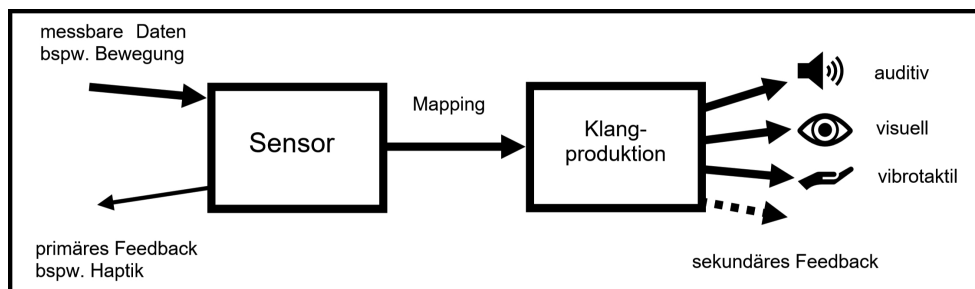 messbare Daten
bspw. Bewegung
Sensor
Mapping
Klang-
produktion
auditiv
visuell
vibrotaktil
primäres Feedback
bspw. Haptik
sekundäres Feedback